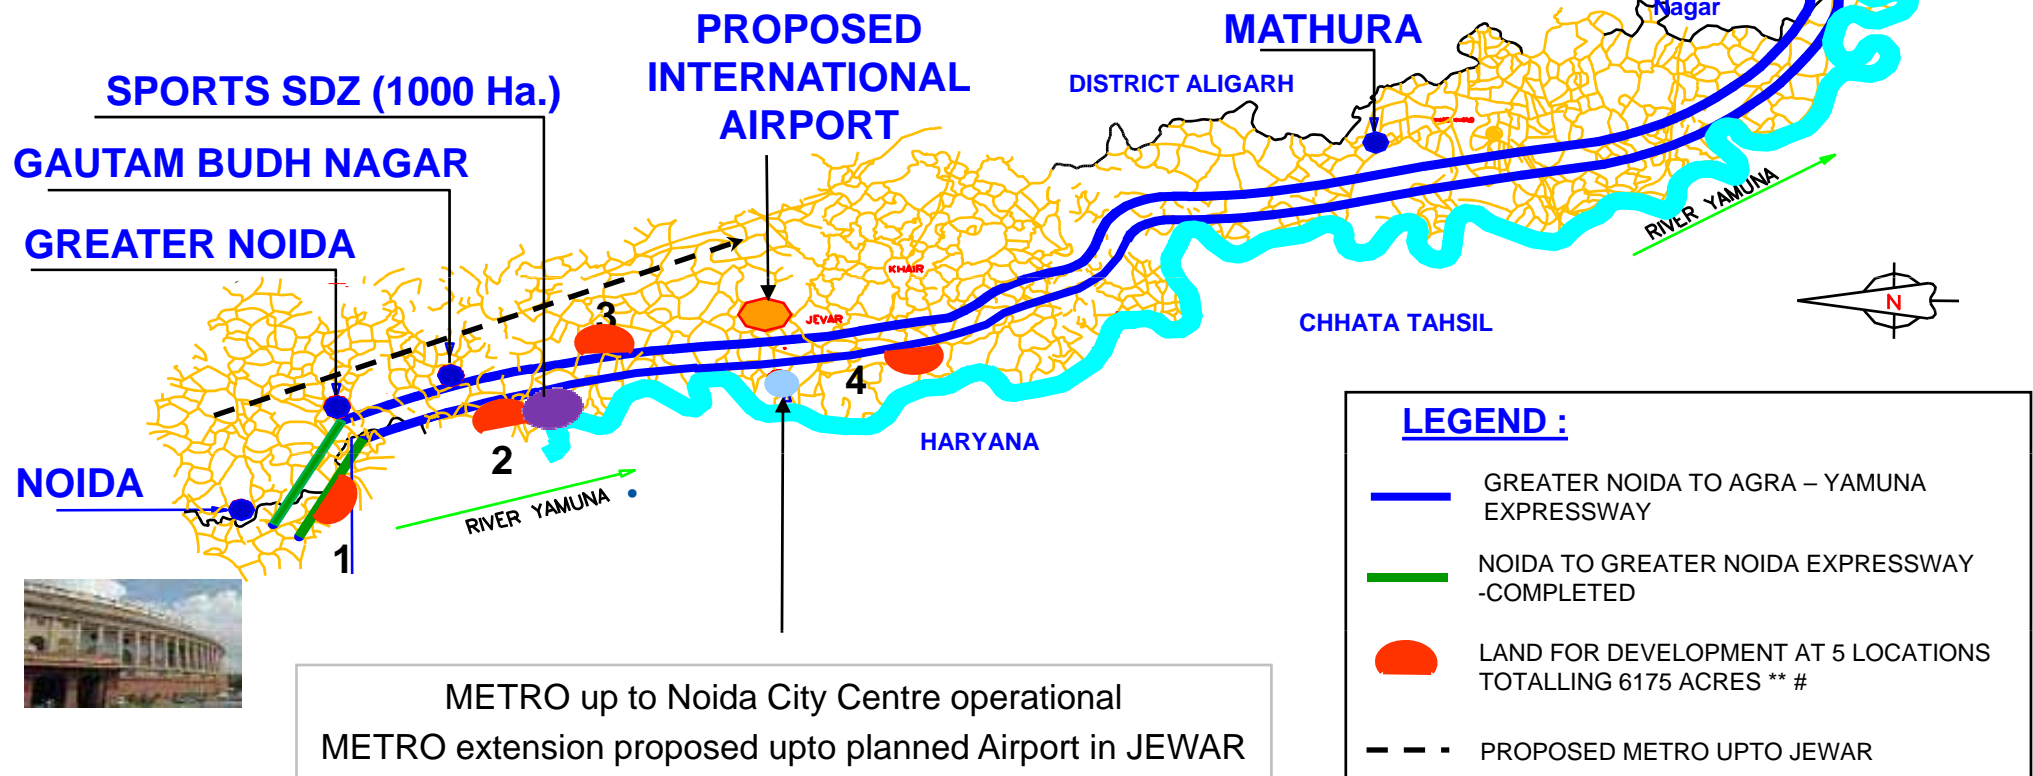 PROPOSED
INTERNATIONAL
AIRPORT
MATHURA
Nagar
SPORTS SDZ (1000 Ha.)
DISTRICT ALIGARH
GAUTAM BUDH NAGAR
GREATER NOIDA
RIVER YAMUNA
KHAIR
3
JEVAR
N
CHHATA TAHSIL
4
HARYANA
2
NOIDA
RIVER YAMUNA
1
LEGEND :
GREATER NOIDA TO AGRA – YAMUNA
EXPRESSWAY
NOIDA TO GREATER NOIDA EXPRESSWAY
-COMPLETED
LAND FOR DEVELOPMENT AT 5 LOCATIONS
TOTALLING 6175 ACRES ** #
PROPOSED METRO UPTO JEWAR
METRO up to Noida City Centre operational
METRO extension proposed upto planned Airport in JEWAR